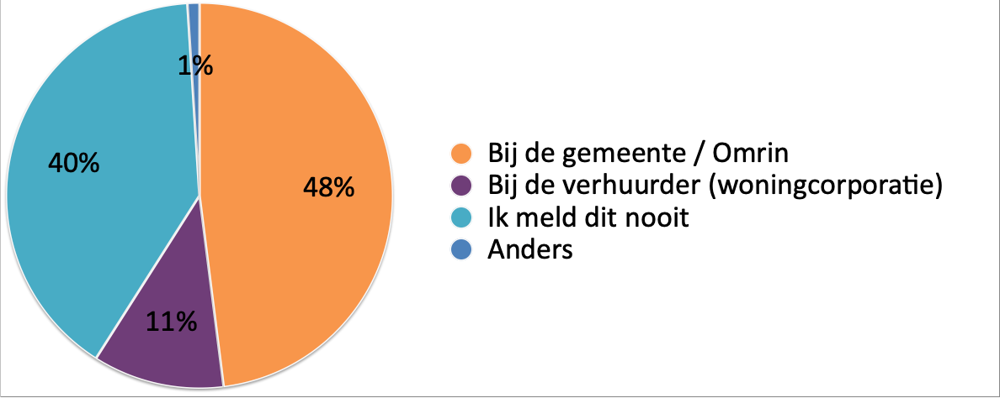 1%
40%
48%
11%
Bij de gemeente / Omrin
Bij de verhuurder (woningcorporatie)
Ik meld dit nooit
Anders